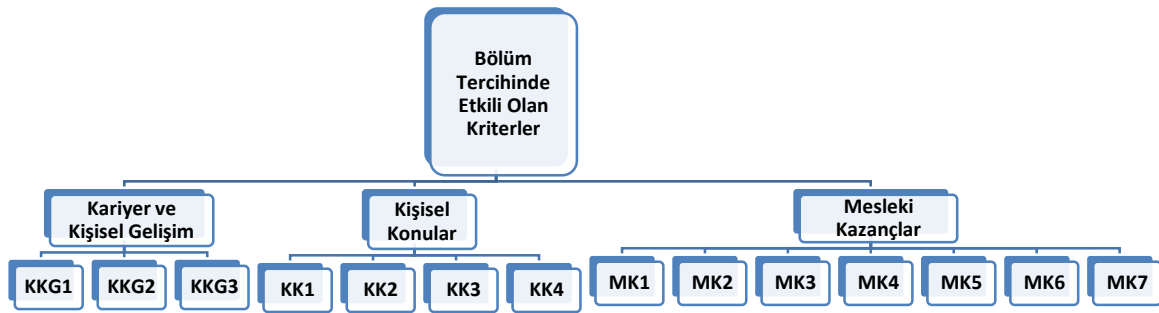 Bölüm
Tercihinde
Etkili Olan
Kriterler
Kariyer ve
Kişisel Gelişim
Kişisel
Konular
Mesleki
Kazançlar
KKG1
KKG2
KKG3
KK1
KK2
KK3
KK4
MK1
MK2
MK3
MK4
MK5
MK6
MK7